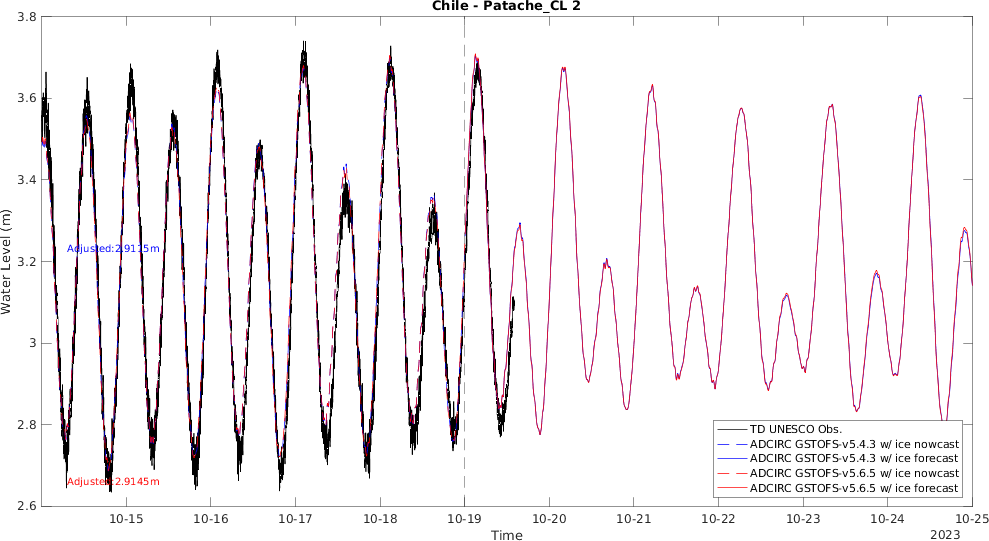 Chile - Patache_CL 2
Water Level (m)
3.8
3.6
3.4
3.2
3
2.8
2.6
Adjusted:2.9115m
Adjusted:2.9145m
TD UNESCO Obs.
ADCIRC GSTOFS-v5.4.3 w/ ice nowcast
ADCIRC GSTOFS-v5.4.3 w/ ice forecast
ADCIRC GSTOFS-v5.6.5 w/ ice nowcast
ADCIRC GSTOFS-v5.6.5 w/ ice forecast
10-15 10-16 10-17 10-18 10-19 10-20 10-21 10-22 10-23 10-24 10-25
Time
2023